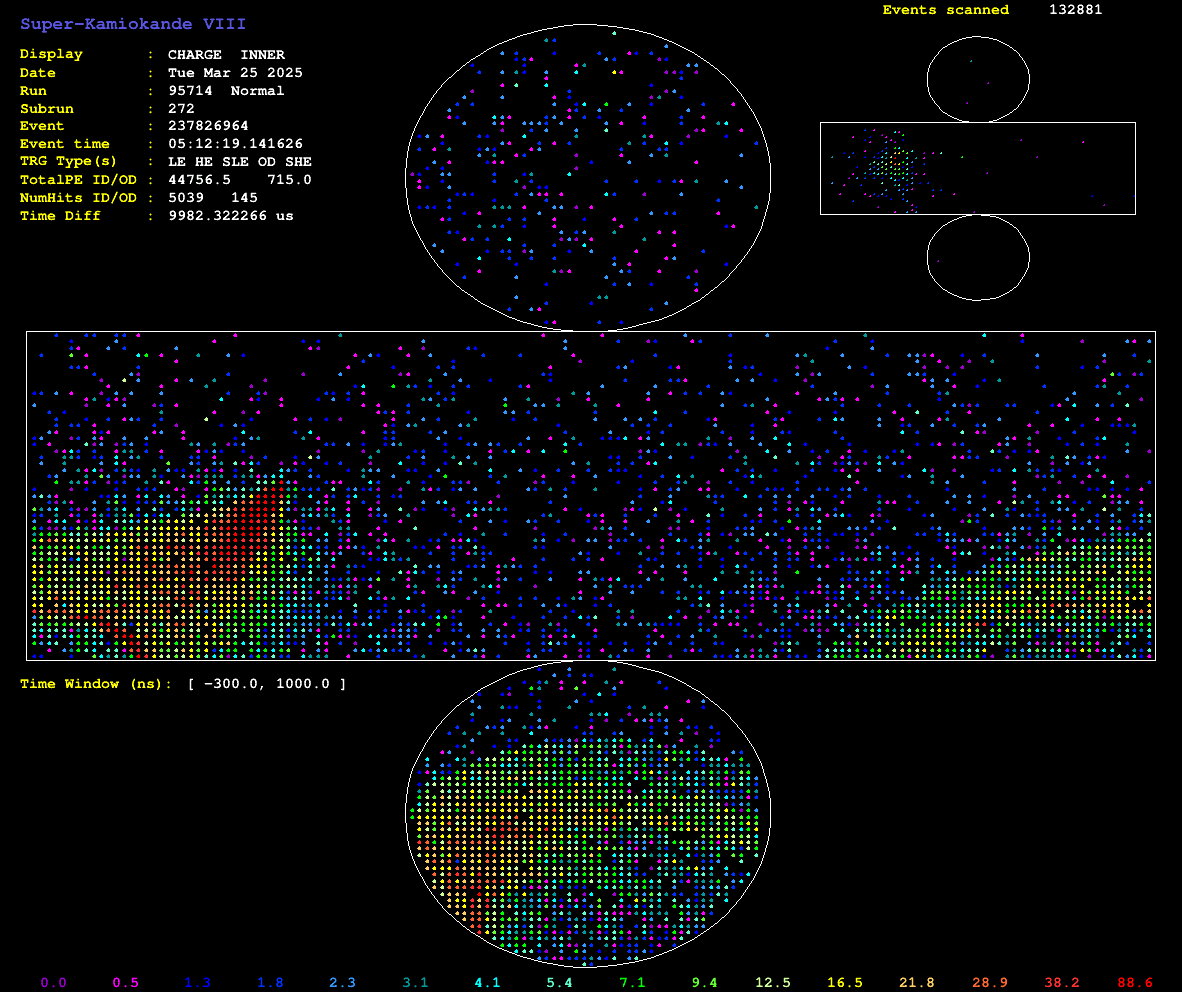 Super-Kamiokande VIII
Events scanned 132881
Display : CHARGE INNER
Date : Tue Mar 25 2025
Run : 95714 Normal
Subrun : 272
Event : 237826964
Event time : 05:12:19.141626
TRG Type(s) : LE HE SLE OD SHE
TotalPE ID/OD : 44756.5 715.0
NumHits ID/OD : 5039 145
Time Diff : 9982.322266 us
Time Window (ns): [ -300.0, 1000.0 ]
0.0 0.5 1.3 1.8 2.3 3.1 4.1 5.4 7.1 9.4 12.5 16.5 21.8 28.9 38.2 88.6